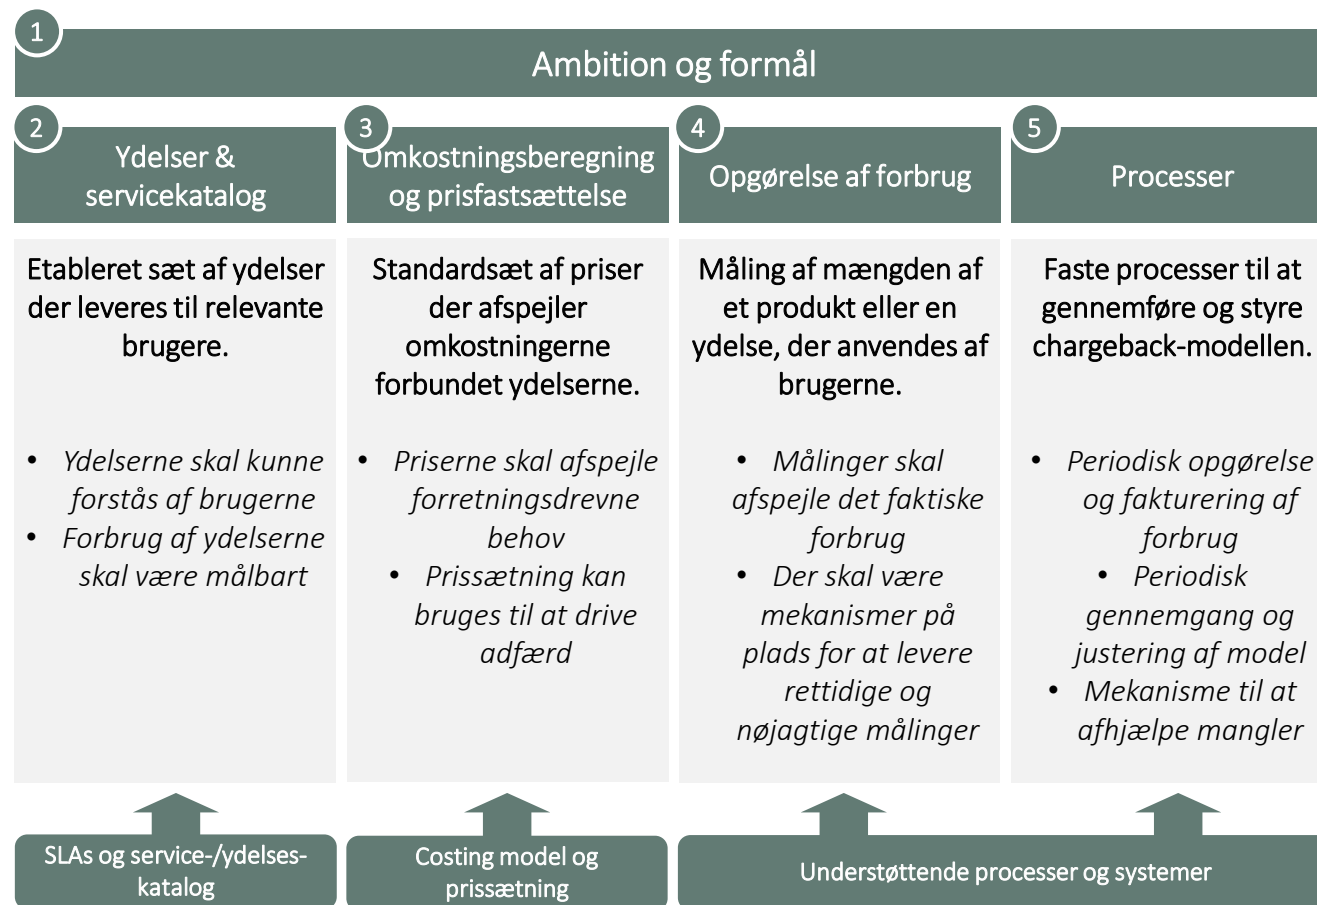 1
Ambition og formål
2
Ydelser &
servicekatalog
3
Omkostningsberegning
og prisfastsættelse
4
Opgørelse af forbrug
5
Processer
Etableret sæt af ydelser
der leveres til relevante
brugere.
• Ydelserne skal kunne
forstås af brugerne
• Forbrug af ydelserne
skal være målbart
Standardsæt af priser
der afspejler
omkostningerne
forbundet ydelserne.
• Priserne skal afspejle
forretningsdrevne
behov
• Prissætning kan
bruges til at drive
adfærd
Måling af mængden af
et produkt eller en
ydelse, der anvendes af
brugerne.
• Målinger skal
afspejle det faktiske
forbrug
• Der skal være
mekanismer på
plads for at levere
rettidige og
nøjagtige målinger
Faste processer til at
gennemføre og styre
chargeback-modellen.
• Periodisk opgørelse
og fakturering af
forbrug
• Periodisk
gennemgang og
justering af model
• Mekanisme til at
afhjælpe mangler
SLAs og service-/ydelses-
katalog
Costing model og
prissætning
Understøttende processer og systemer